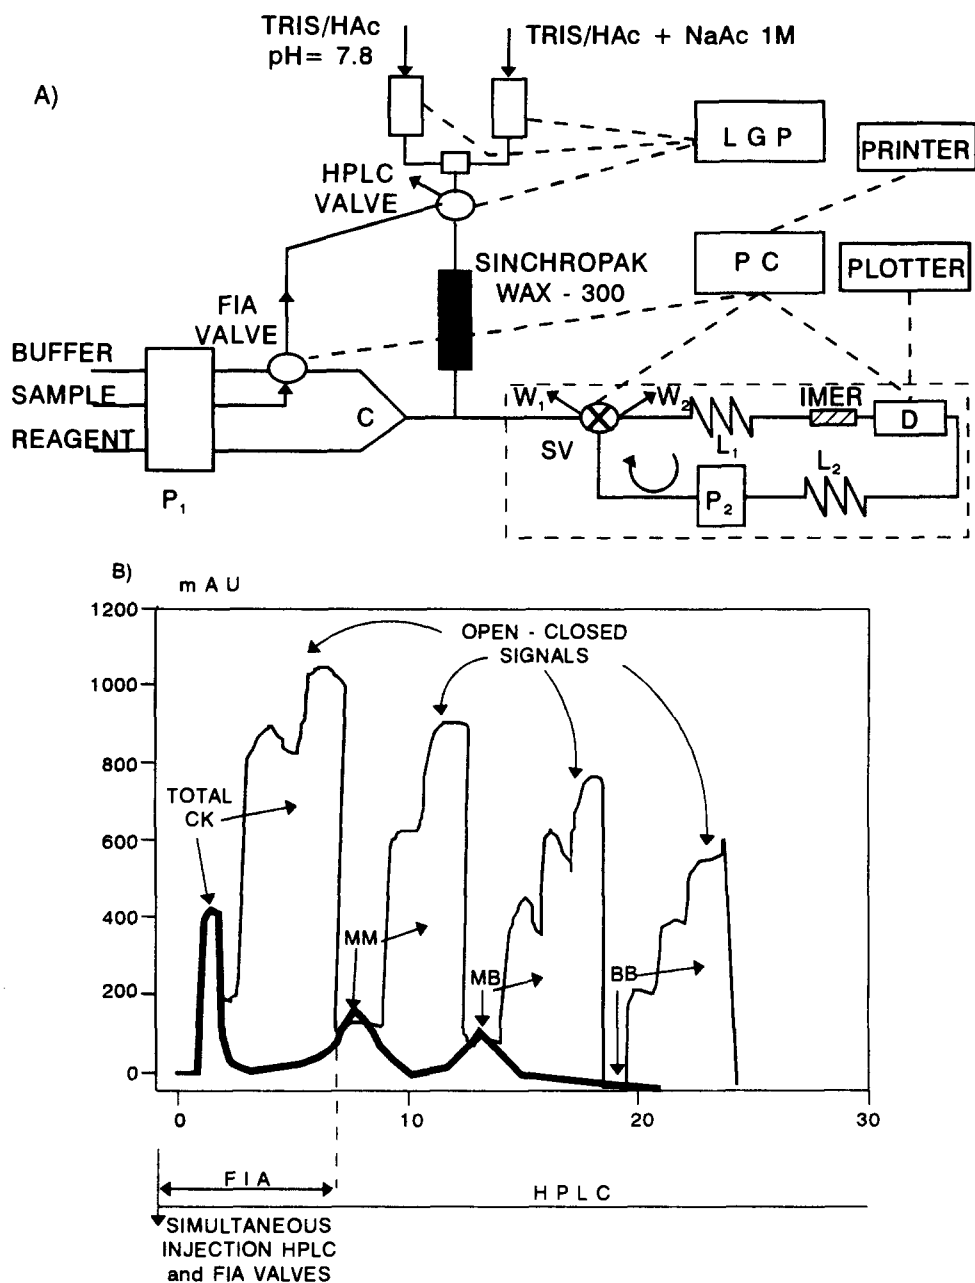 TRIS/HAc
pH= 7.8
TRIS/HAc + NaAc 1M
A)
L G P
PRINTER
HPLC
VALVE
P C
PLOTTER
SINCHROPAK
WAX - 300
FIA
VALVE
BUFFER
SAMPLE
REAGENT
C
P1
W1
W2
SV
L1
IMER
D
P2
L2
B)
m A U
1200
1000
800
600
400
200
0
OPEN - CLOSED
SIGNALS
TOTAL
CK
MM
MB
BB
0
10
20
30
F I A
H P L C
SIMULTANEOUS
INJECTION HPLC
and FIA VALVES